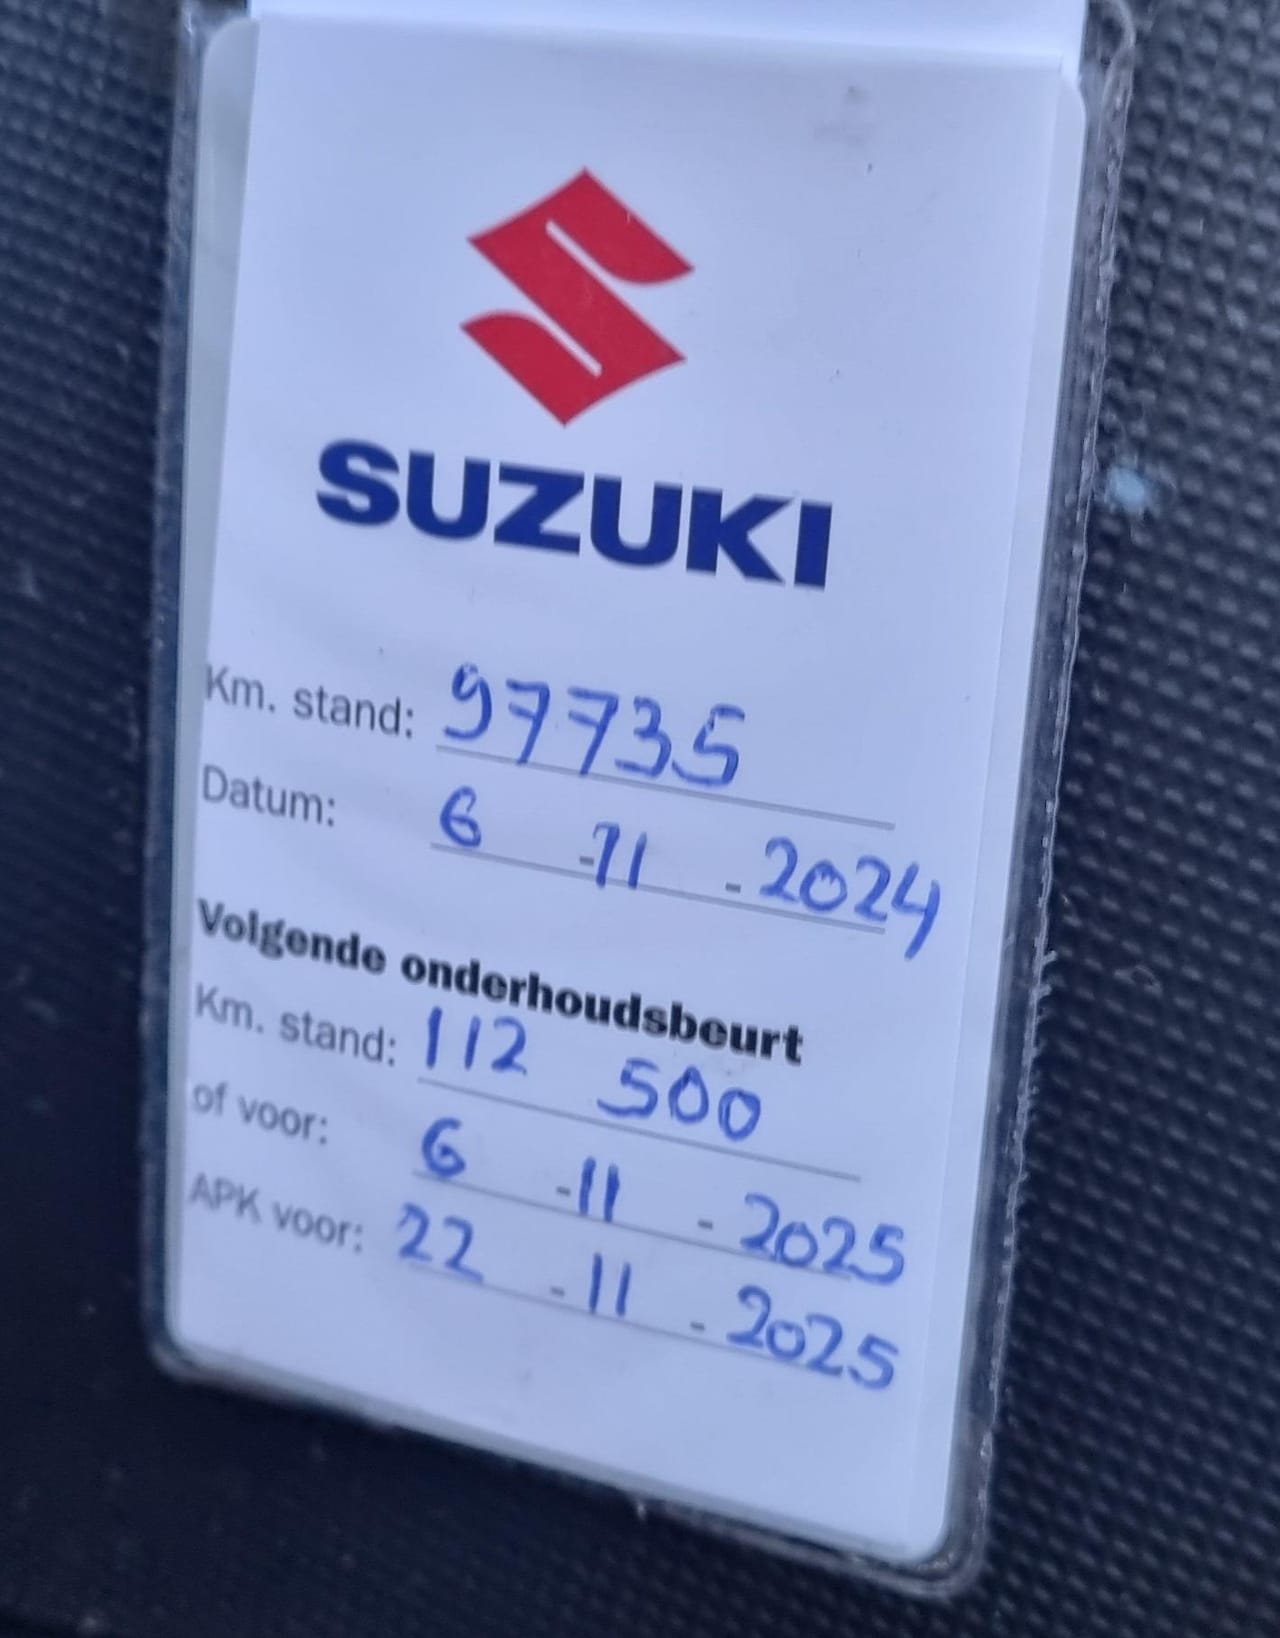 SUZUKI
Km. stand: 97735
Datum: 6 -11 - 2024
Volgende onderhoudsbeurt
Km. stand: 112 500
of voor: 6 -11 - 2025
APK voor: 22 -11 - 2025